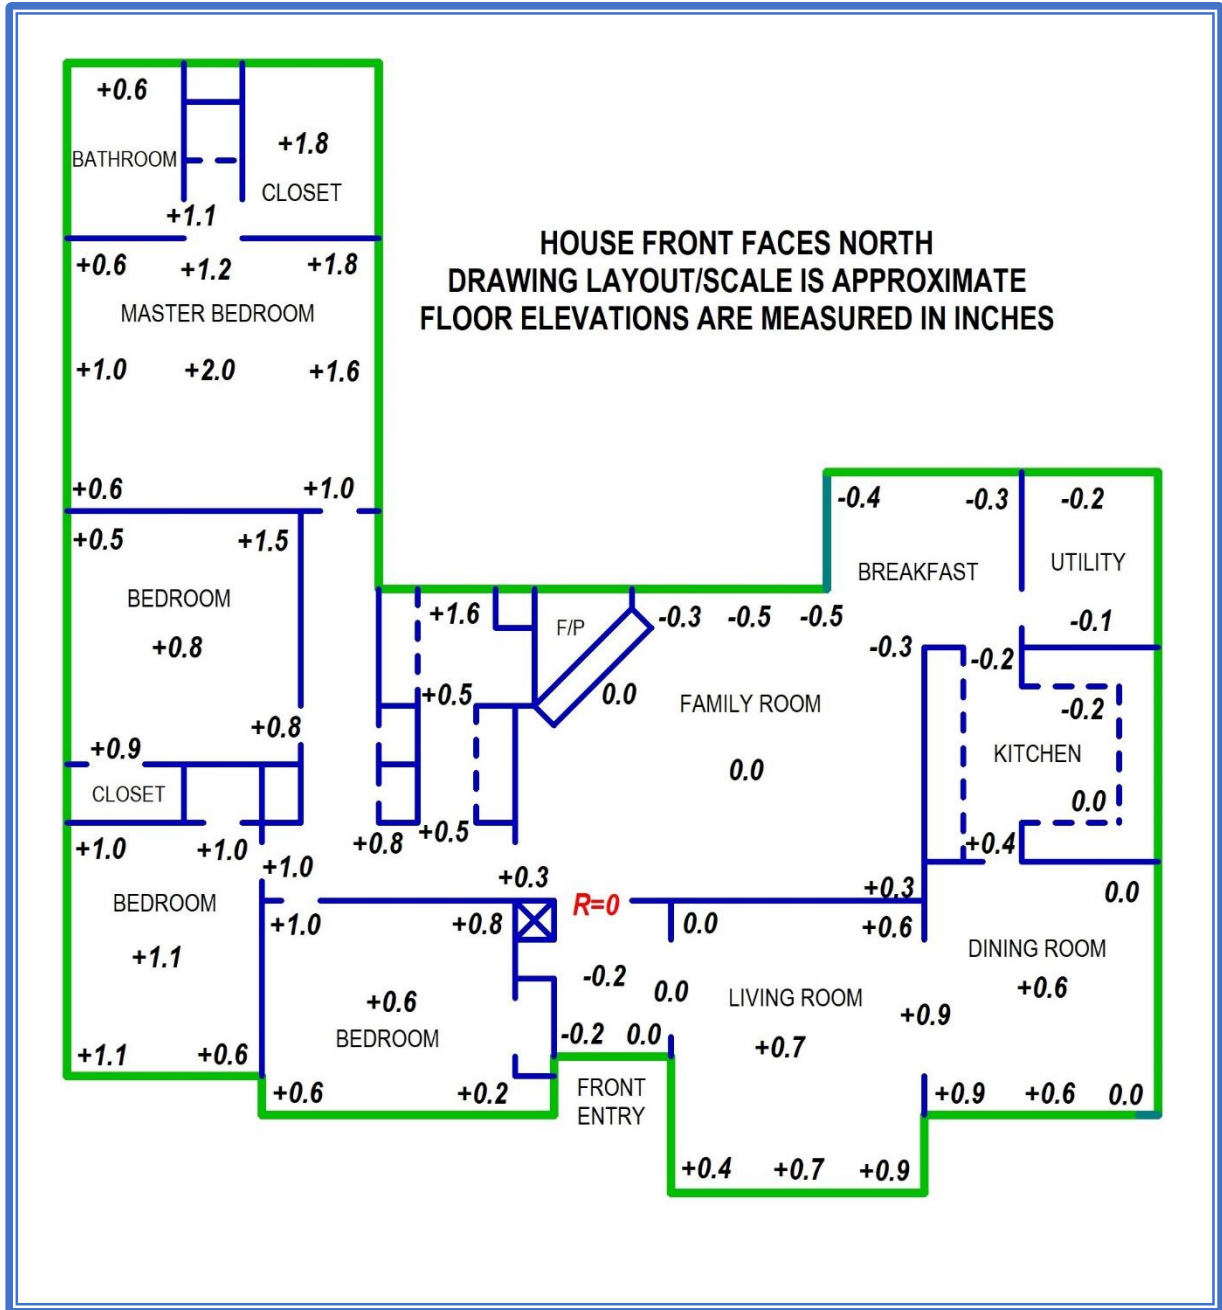 +0.6
+1.8
BATHROOM
CLOSET
+1.1
HOUSE FRONT FACES NORTH
DRAWING LAYOUT/SCALE IS APPROXIMATE
FLOOR ELEVATIONS ARE MEASURED IN INCHES
+0.6 +1.2 +1.8
MASTER BEDROOM
+1.0 +2.0 +1.6
+0.6 +1.0
-0.4 -0.3 -0.2
+0.5 +1.5
BREAKFAST UTILITY
BEDROOM
+1.6 F/P -0.3 -0.5 -0.5 -0.1
+0.8 -0.3 -0.2
+0.5 0.0 FAMILY ROOM -0.2
+0.8
+0.9 0.0 KITCHEN
CLOSET 0.0
+1.0 +1.0 +1.0 +0.8 +0.5 +0.4
+0.3 +0.3 0.0
BEDROOM R=0
+1.0 +0.8 0.0 +0.6
+1.1 -0.2 DINING ROOM
+0.6 0.0 LIVING ROOM +0.6
BEDROOM +0.9
+1.1 +0.6 -0.2 0.0 +0.7
+0.6 +0.2 FRONT +0.9 +0.6 0.0
ENTRY
+0.4 +0.7 +0.9